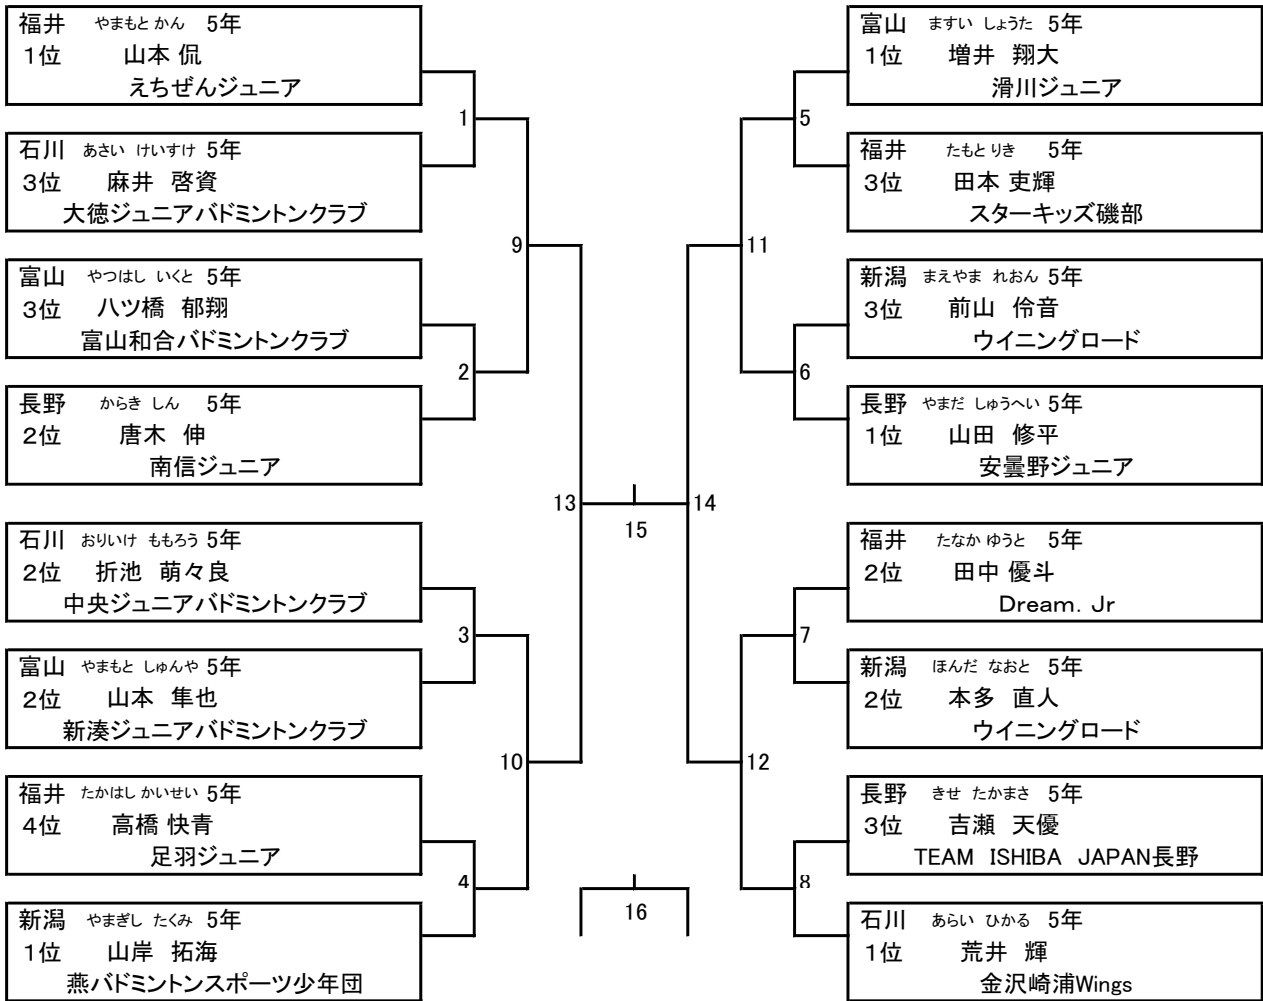 福井 やまもと かん 5年
1位 山本 侃
えちぜんジュニア
石川 あさい けいすけ 5年
3位 麻井 啓資
大徳ジュニアバドミントンクラブ
富山 やつはし いくと 5年
3位 八ツ橋 郁翔
富山和合バドミントンクラブ
長野 からき しん 5年
2位 唐木 伸
南信ジュニア
石川 おりいけ ももろう 5年
2位 折池 萌々良
中央ジュニアバドミントンクラブ
富山 やまもと しゅんや 5年
2位 山本 隼也
新湊ジュニアバドミントンクラブ
福井 たかはし かいせい 5年
4位 高橋 快青
足羽ジュニア
新潟 やまぎし たくみ 5年
1位 山岸 拓海
燕バドミントンスポーツ少年団
1
2
3
4
9
10
13
15
16
14
11
12
5
6
7
8
富山 ますい しょうた 5年
1位 増井 翔大
滑川ジュニア
福井 たもと りき 5年
3位 田本 吏輝
スターキッズ磯部
新潟 まえやま れおん 5年
3位 前山 伶音
ウイニングロード
長野 やまだ しゅうへい 5年
1位 山田 修平
安曇野ジュニア
福井 たなか ゆうと 5年
2位 田中 優斗
Dream. Jr
新潟 ほんだ なおと 5年
2位 本多 直人
ウイニングロード
長野 きせ たかまさ 5年
3位 吉瀬 天優
TEAM ISHIBA JAPAN長野
石川 あらい ひかる 5年
1位 荒井 輝
金沢崎浦Wings